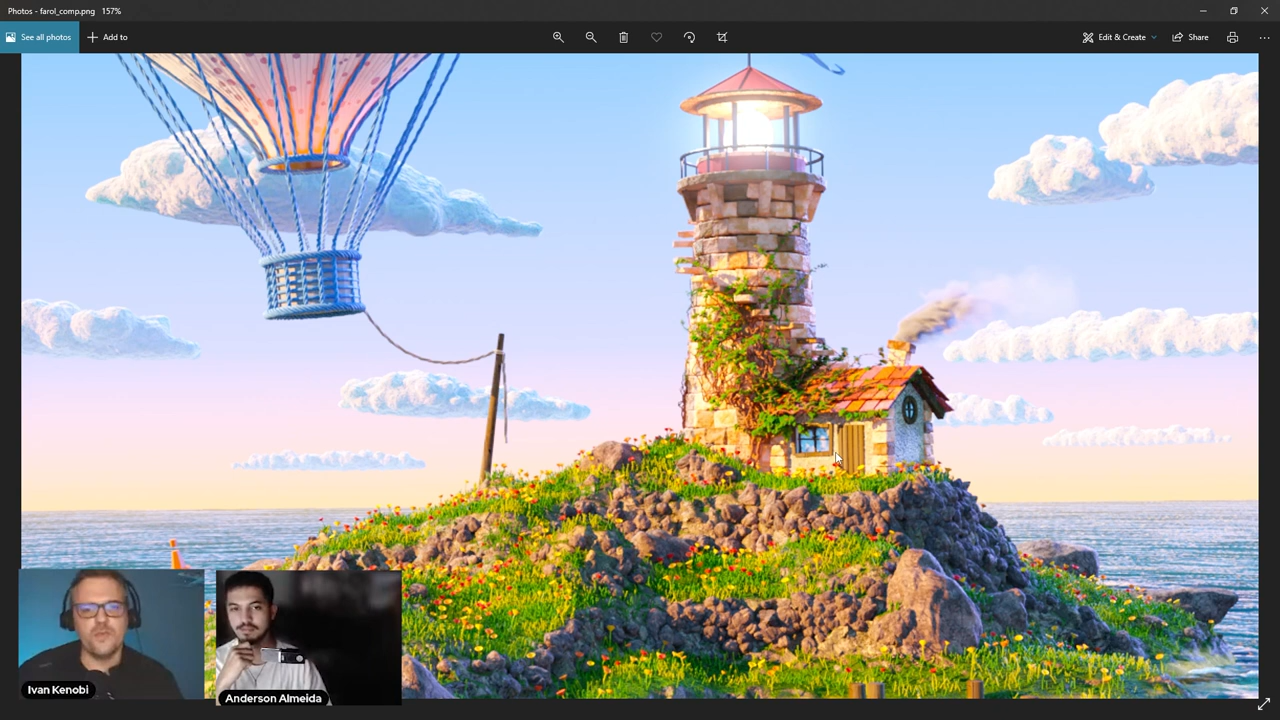 Photos - farol_comp.png 157%
See all photos
Add to
Edit & Create
Share
Ivan Kenobi
Anderson Almeida